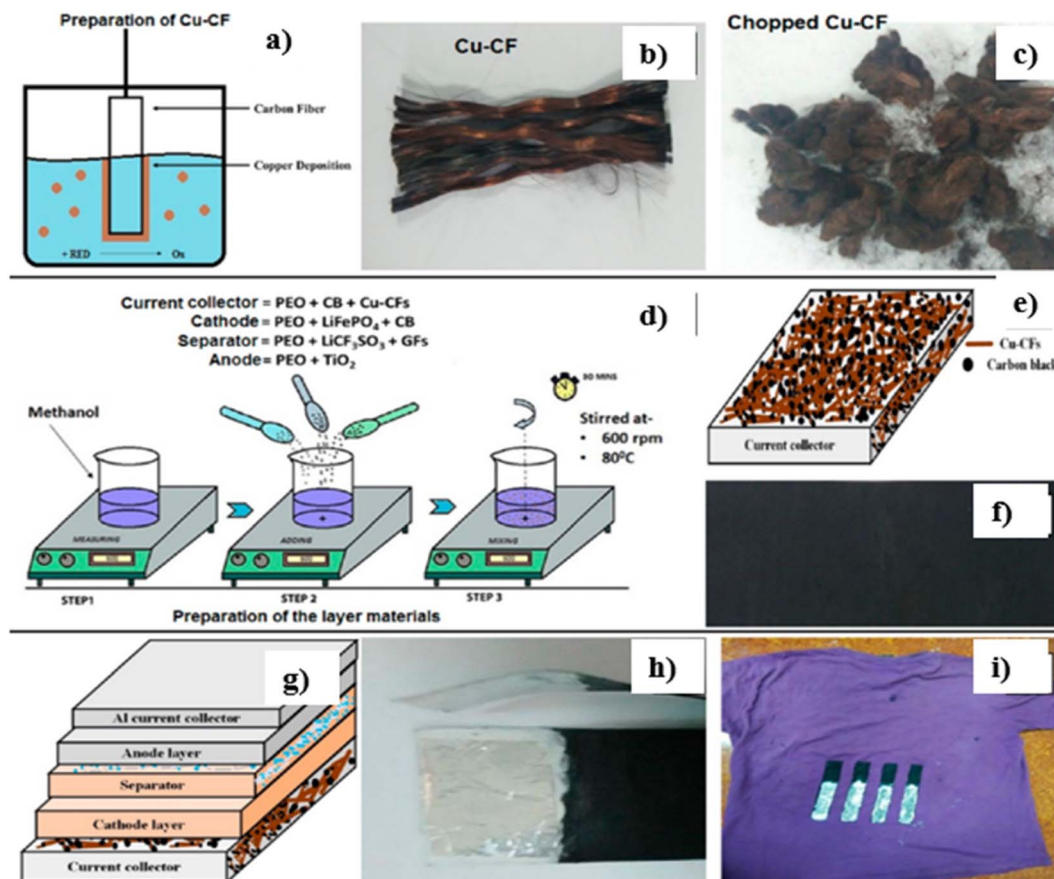 Preparation of Cu-CF
a)
Carbon Fiber
Copper Deposition
+ RED
Ox
Cu-CF
b)
Chopped Cu-CF
c)
Current collector = PEO + CB + Cu-CFs
Cathode = PEO + LiFePO₄ + CB
Separator = PEO + LiCF₃SO₃ + GFs
Anode= PEO + TiO₂
d)
Methanol
30 MINS
Stirred at-
• 600 rpm
• 80⁰C
MEASURING
ADDING
MIXING
STEP1
STEP 2
STEP 3
Preparation of the layer materials
e)
Cu-CFs
Carbon black
Current collector
f)
g)
Al current collector
Anode layer
Separator
Cathode layer
Current collector
h)
i)